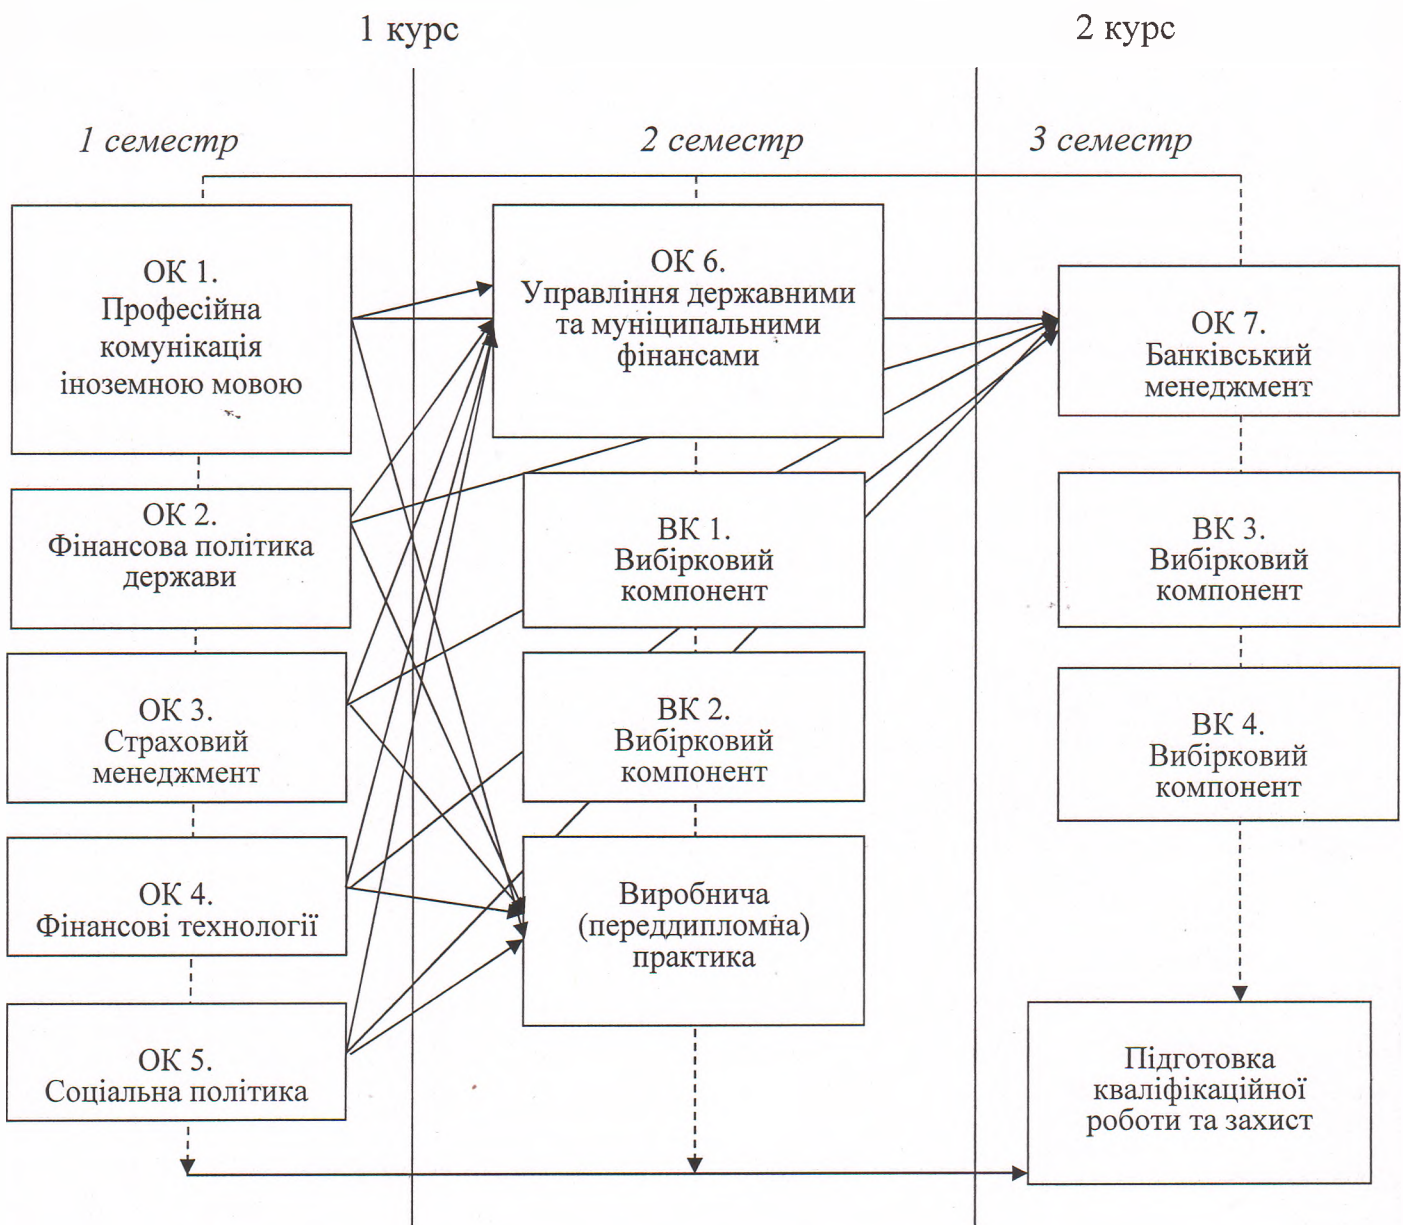 1 курс
2 курс
1 семестр
2 семестр
3 семестр
ОК 1.
Професійна
комунікація
іноземною мовою
ОК 2.
Фінансова політика
держави
ОК 3.
Страховий
менеджмент
ОК 4.
Фінансові технології
ОК 5.
Соціальна політика
ОК 6.
Управління державними
та муніципальними
фінансами
ВК 1.
Вибірковий
компонент
ВК 2.
Вибірковий
компонент
Виробнича
(переддипломна)
практика
ОК 7.
Банківський
менеджмент
ВК 3.
Вибірковий
компонент
ВК 4.
Вибірковий
компонент
Підготовка
кваліфікаційної
роботи та захист